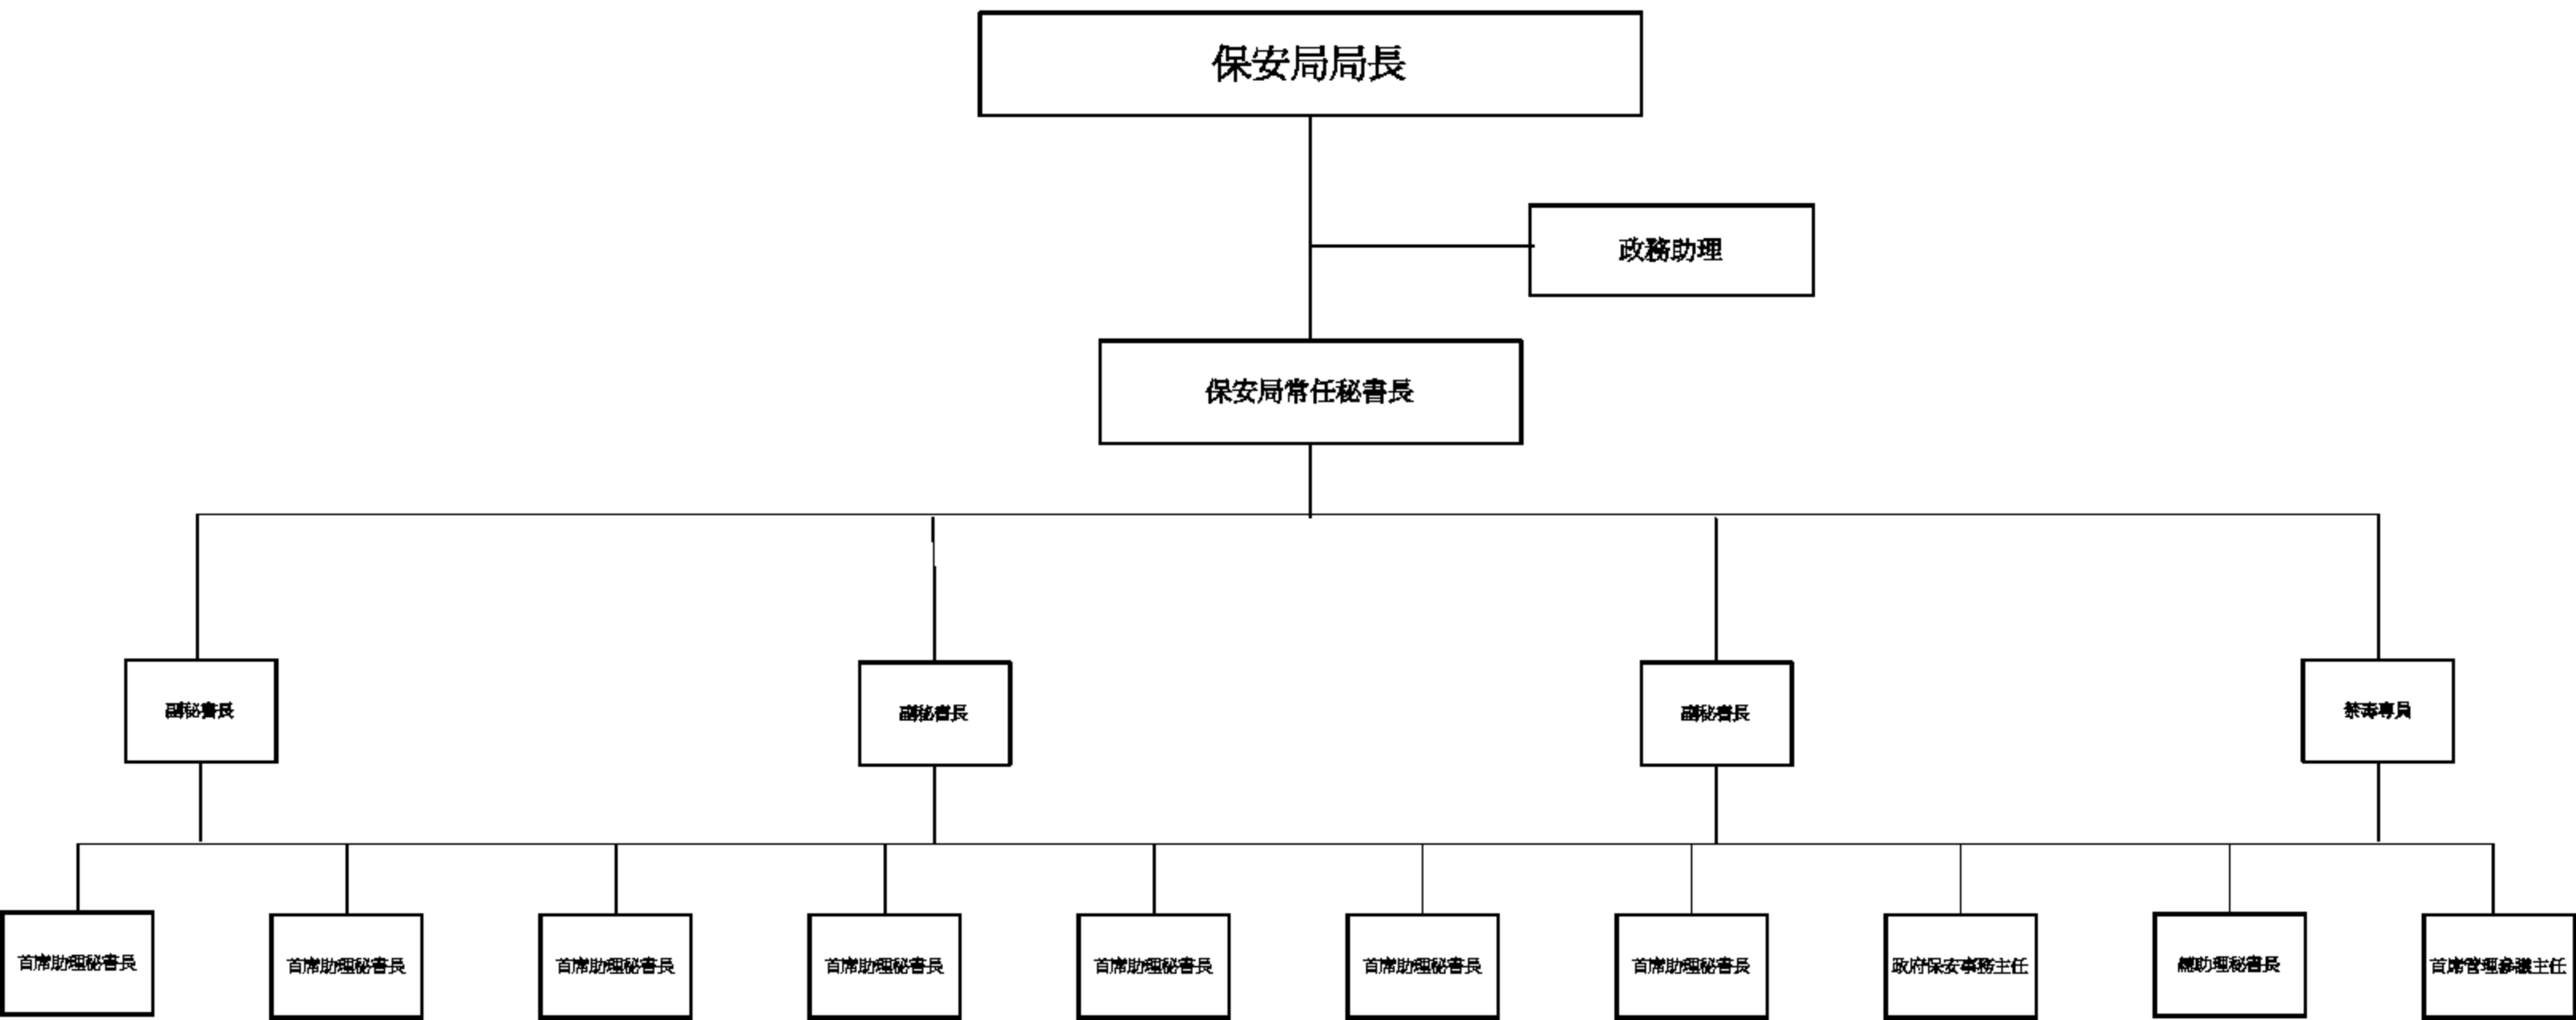 保安局局長
政務助理
保安局常任秘書長
副秘書長
副秘書長
副秘書長
禁毒專員
首席助理秘書長
首席助理秘書長
首席助理秘書長
首席助理秘書長
首席助理秘書長
首席助理秘書長
首席助理秘書長
政府保安事務主任
總助理秘書長
首席管理參議主任